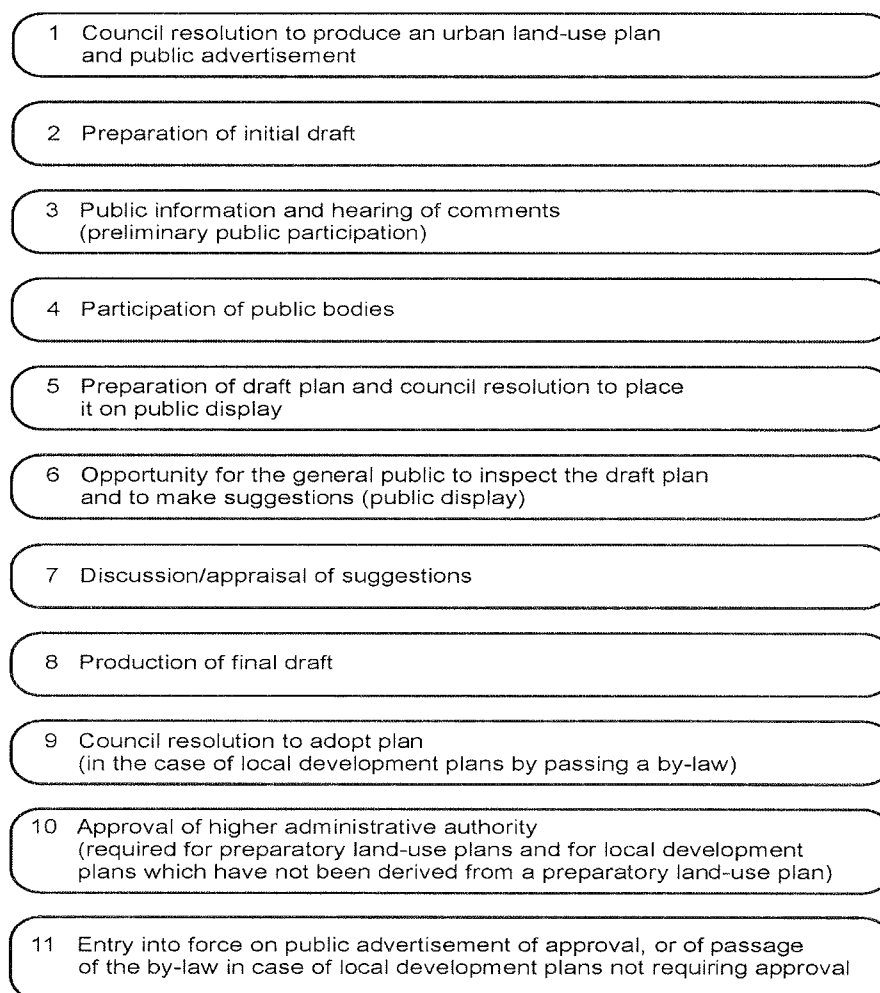 1 Council resolution to produce an urban land-use plan
and public advertisement
2 Preparation of initial draft
3 Public information and hearing of comments
(preliminary public participation)
4 Participation of public bodies
5 Preparation of draft plan and council resolution to place
it on public display
6 Opportunity for the general public to inspect the draft plan
and to make suggestions (public display)
7 Discussion/appraisal of suggestions
8 Production of final draft
9 Council resolution to adopt plan
(in the case of local development plans by passing a by-law)
10 Approval of higher administrative authority
(required for preparatory land-use plans and for local development
plans which have not been derived from a preparatory land-use plan)
11 Entry into force on public advertisement of approval, or of passage
of the by-law in case of local development plans not requiring approval